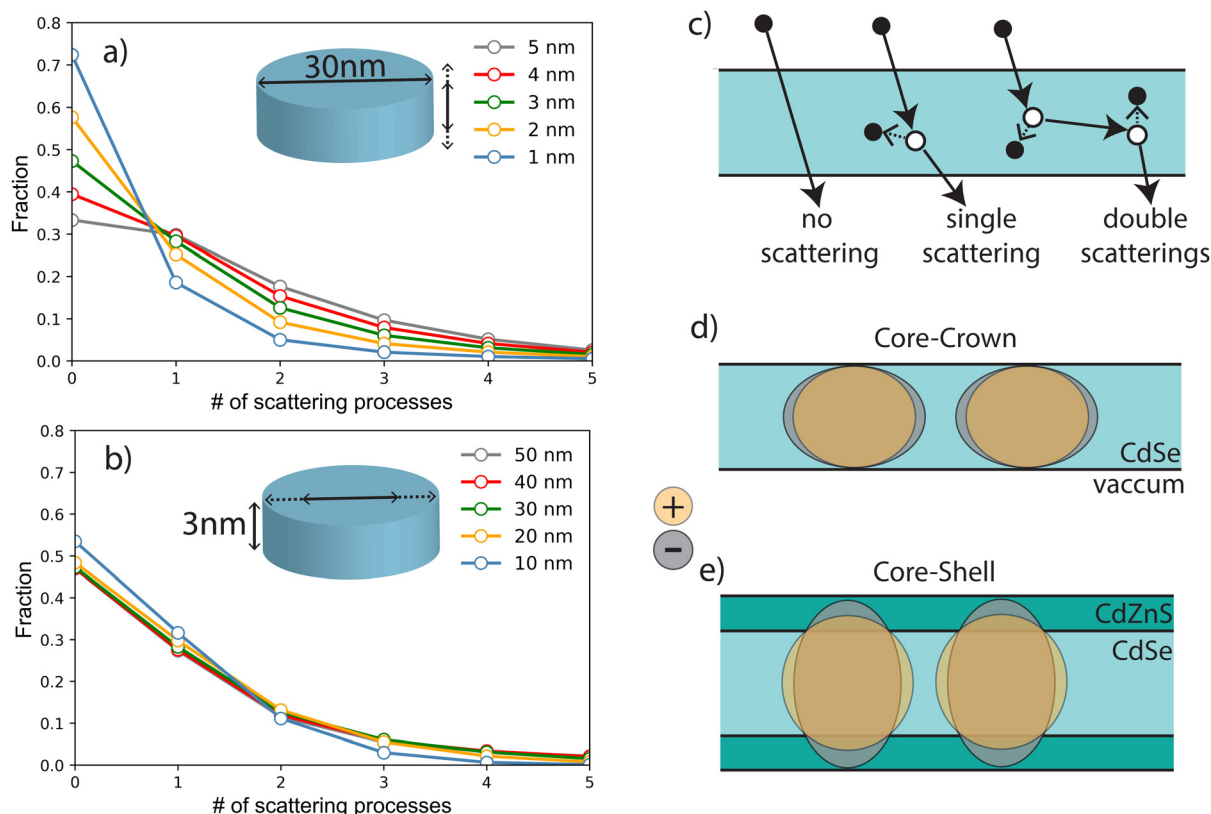 a)
0.8
0.7
0.6
0.5
0.4
0.3
0.2
0.1
0.0
Fraction
30nm
5 nm
4 nm
3 nm
2 nm
1 nm
0 1 2 3 4 5
# of scattering processes
b)
0.8
0.7
0.6
0.5
0.4
0.3
0.2
0.1
0.0
Fraction
3nm
50 nm
40 nm
30 nm
20 nm
10 nm
0 1 2 3 4 5
# of scattering processes
c)
no
scattering
single
scattering
double
scatterings
d)
Core-Crown
CdSe
vaccum
+
−
e)
Core-Shell
CdZnS
CdSe